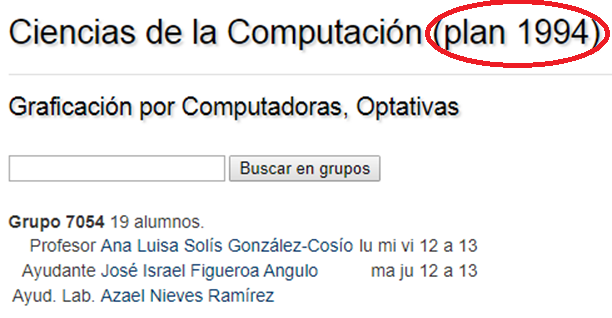 Ciencias de la Computación (plan 1994)
Graficación por Computadoras, Optativas
Buscar en grupos
Grupo 7054 19 alumnos.
Profesor Ana Luisa Solís González-Cosío lu mi vi 12 a 13
Ayudante José Israel Figueroa Angulo ma ju 12 a 13
Ayud. Lab. Azael Nieves Ramírez